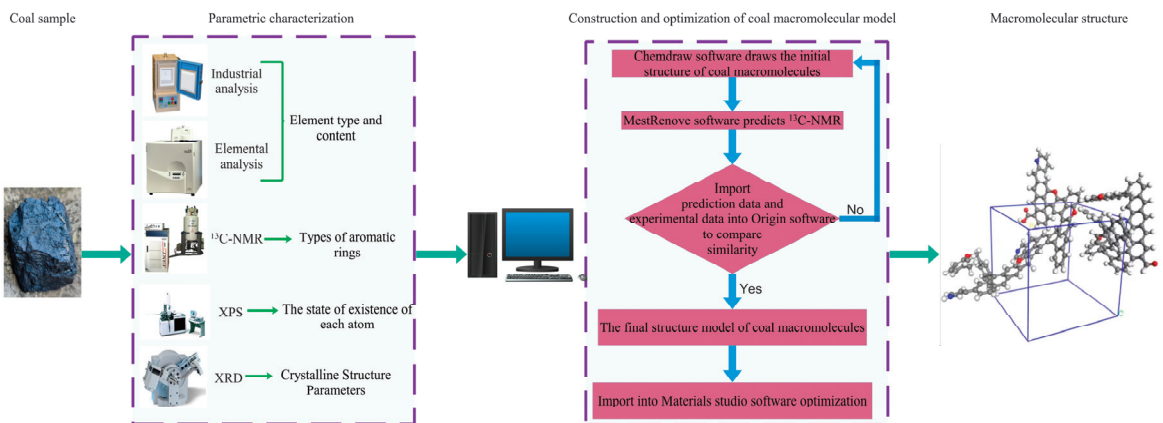 Coal sample
Parametric characterization
Construction and optimization of coal macromolecular model
Macromolecular structure
Industrial
analysis
Elemental
analysis
Element type and
content
¹³C-NMR
Types of aromatic
rings
XPS
The state of existence of
each atom
XRD
Crystalline Structure
Parameters
Chemdraw software draws the initial
structure of coal macromolecules
MestRenove software predicts ¹³C-NMR
Import
prediction data and
experimental data into Origin software
to compare
similarity
No
Yes
The final structure model of coal macromolecules
Import into Materials studio software optimization